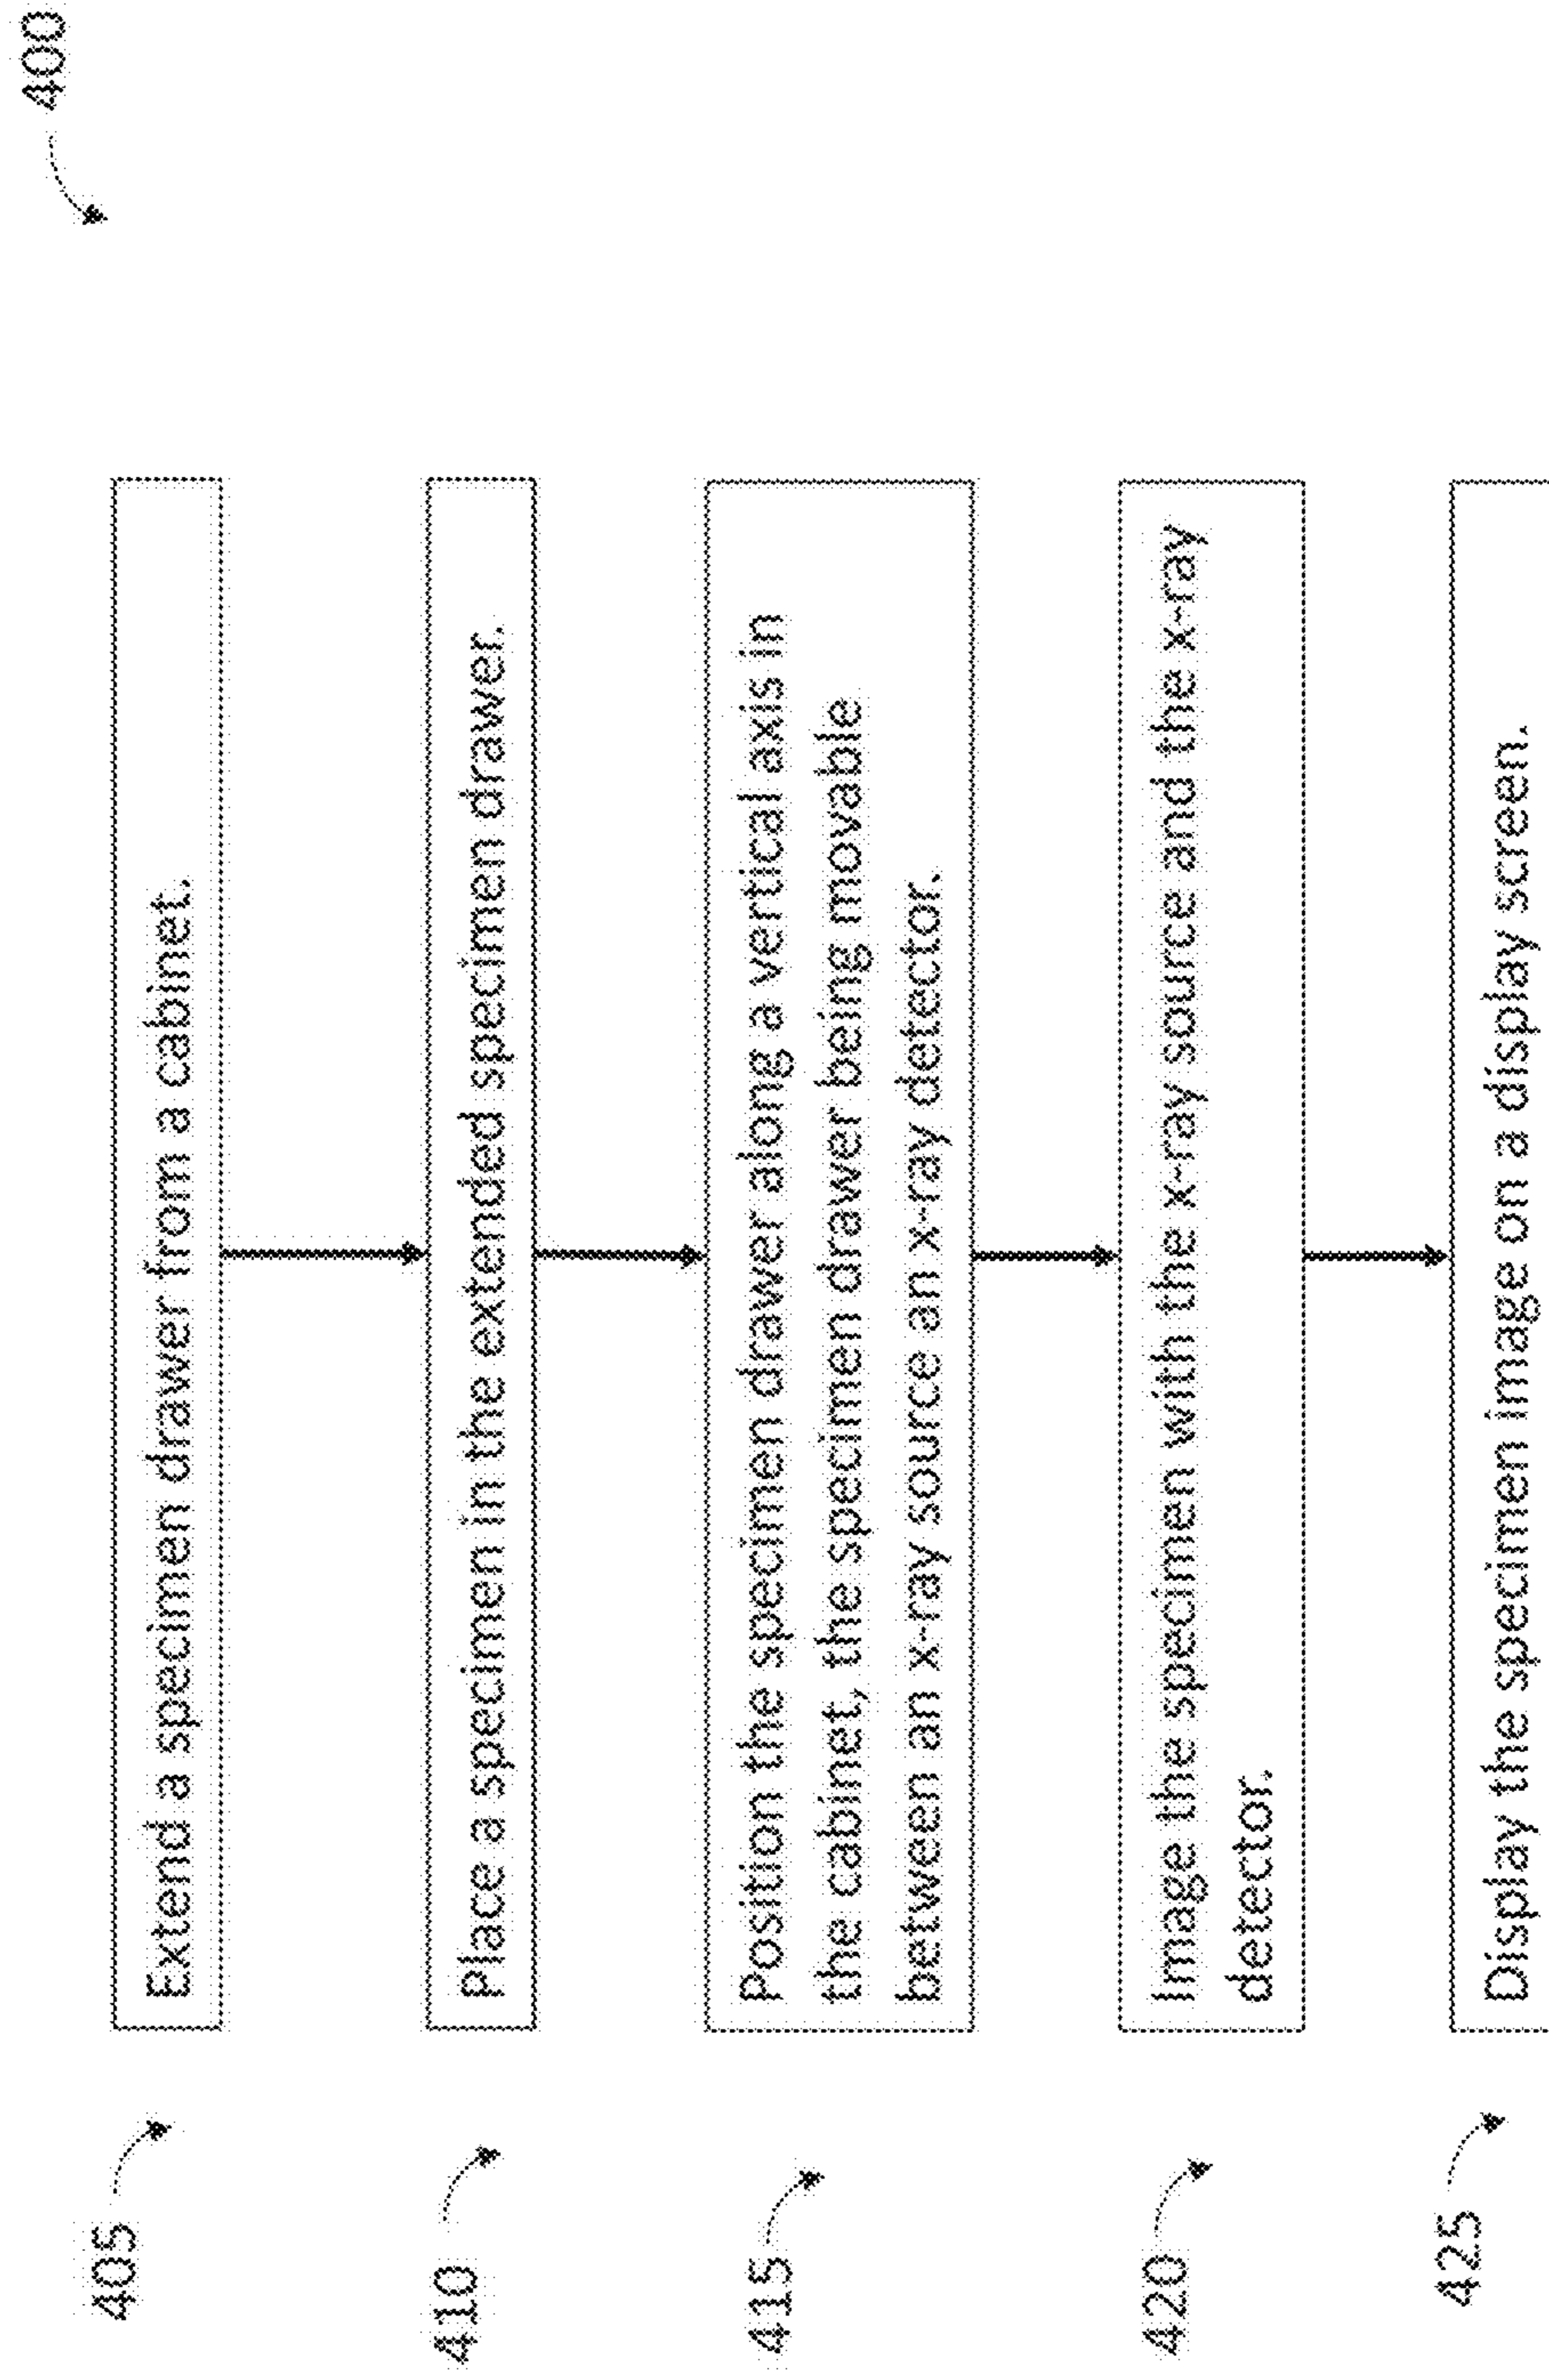 400
405
Extend a specimen drawer from a cabinet.
410
Place a specimen in the extended specimen drawer.
415
Position the specimen drawer along a vertical axis in
the cabinet, the specimen drawer being movable
between an x-ray source an x-ray detector.
420
Image the specimen with the x-ray source and the x-ray
detector.
425
Display the specimen image on a display screen.